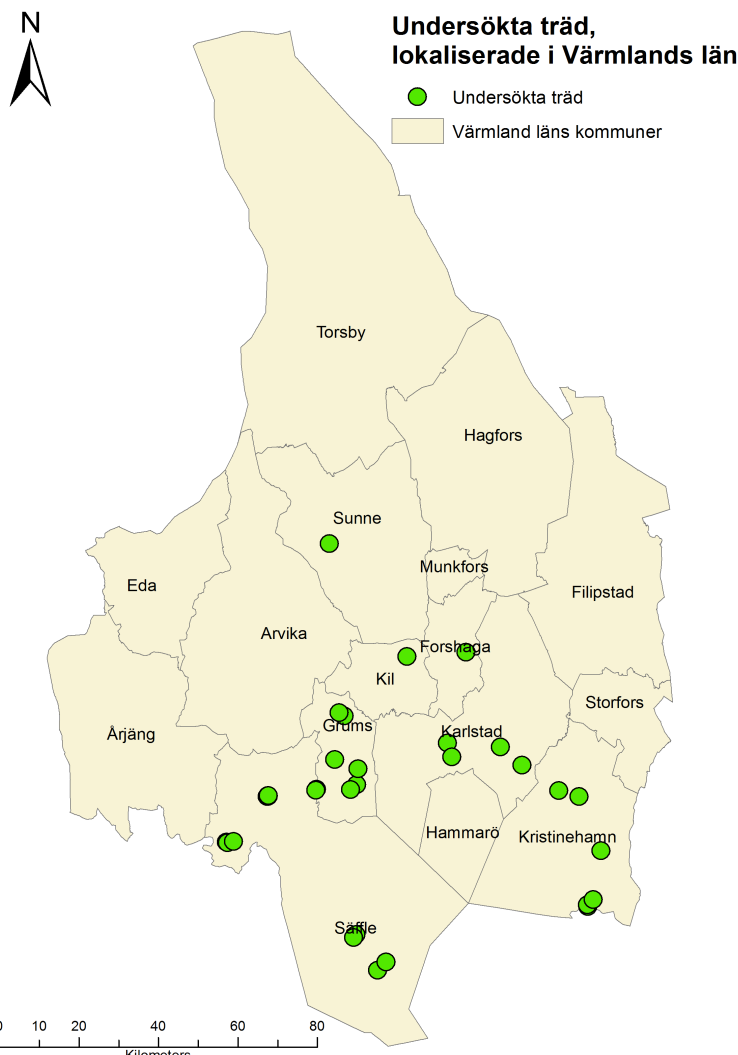 N
Undersökta träd,
lokaliserade i Värmlands län
Undersökta träd
Värmland läns kommuner
Torsby
Hagfors
Sunne
Munkfors
Eda
Filipstad
Arvika
Forshaga
Kil
Storfors
Grums
Karlstad
Årjäng
Hammarö
Kristinehamn
Säffle
0 10 20 40 60 80
Kilometers